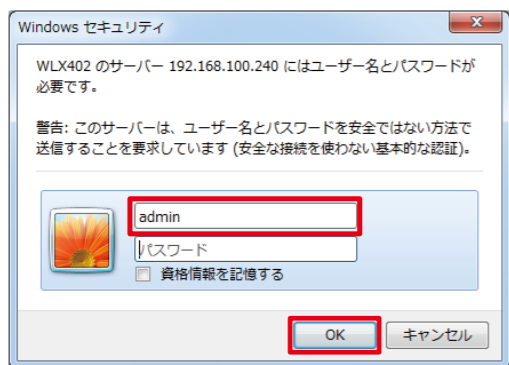 Windows セキュリティ
WLX402 のサーバー 192.168.100.240 にはユーザー名とパスワードが
必要です。
警告: このサーバーは、ユーザー名とパスワードを安全ではない方法で
送信することを要求しています (安全な接続を使わない基本的な認証)。
admin
パスワード
資格情報を記憶する
OK
キャンセル